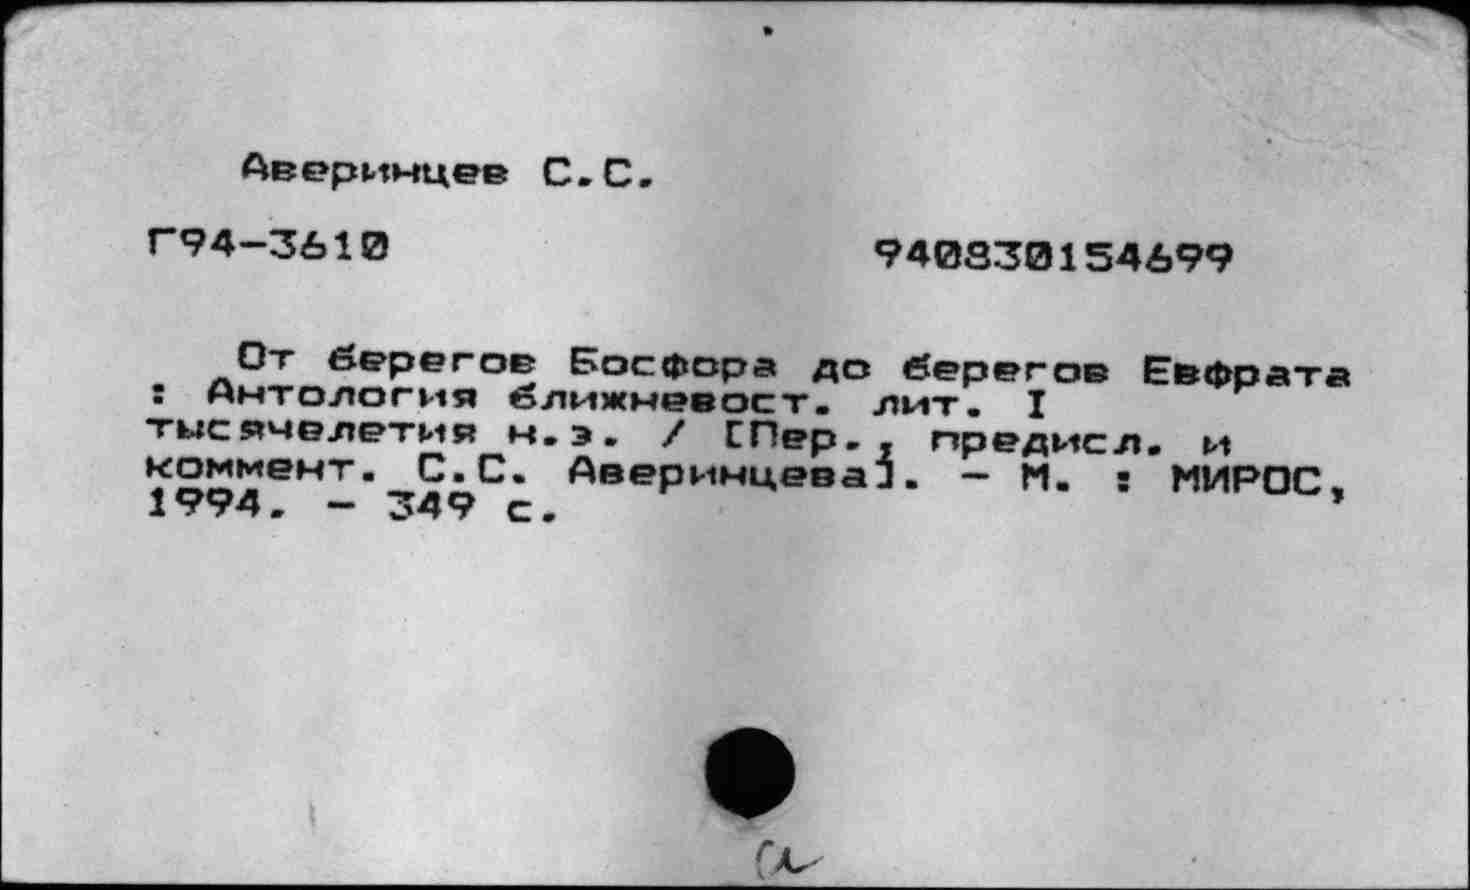 Аверинцев С.С.
Г94-3610
940830154699
От берегов Босфора до берегов Евфрата
: Антология ближневост. лит. I
тысячелетия н.э. / [Пер., предисл. и
коммент. С.С. Аверинцева]. - М. : МИРОС,
1994. - 349 с.